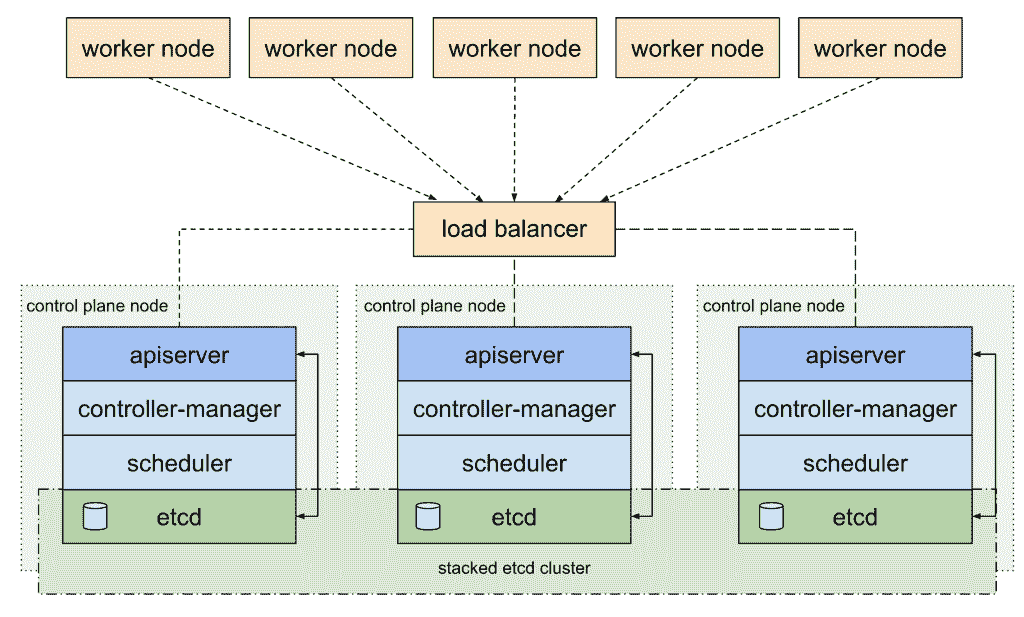 worker node
worker node
worker node
worker node
worker node
load balancer
control plane node
control plane node
control plane node
apiserver
apiserver
apiserver
controller-manager
controller-manager
controller-manager
scheduler
scheduler
scheduler
etcd
etcd
etcd
stacked etcd cluster